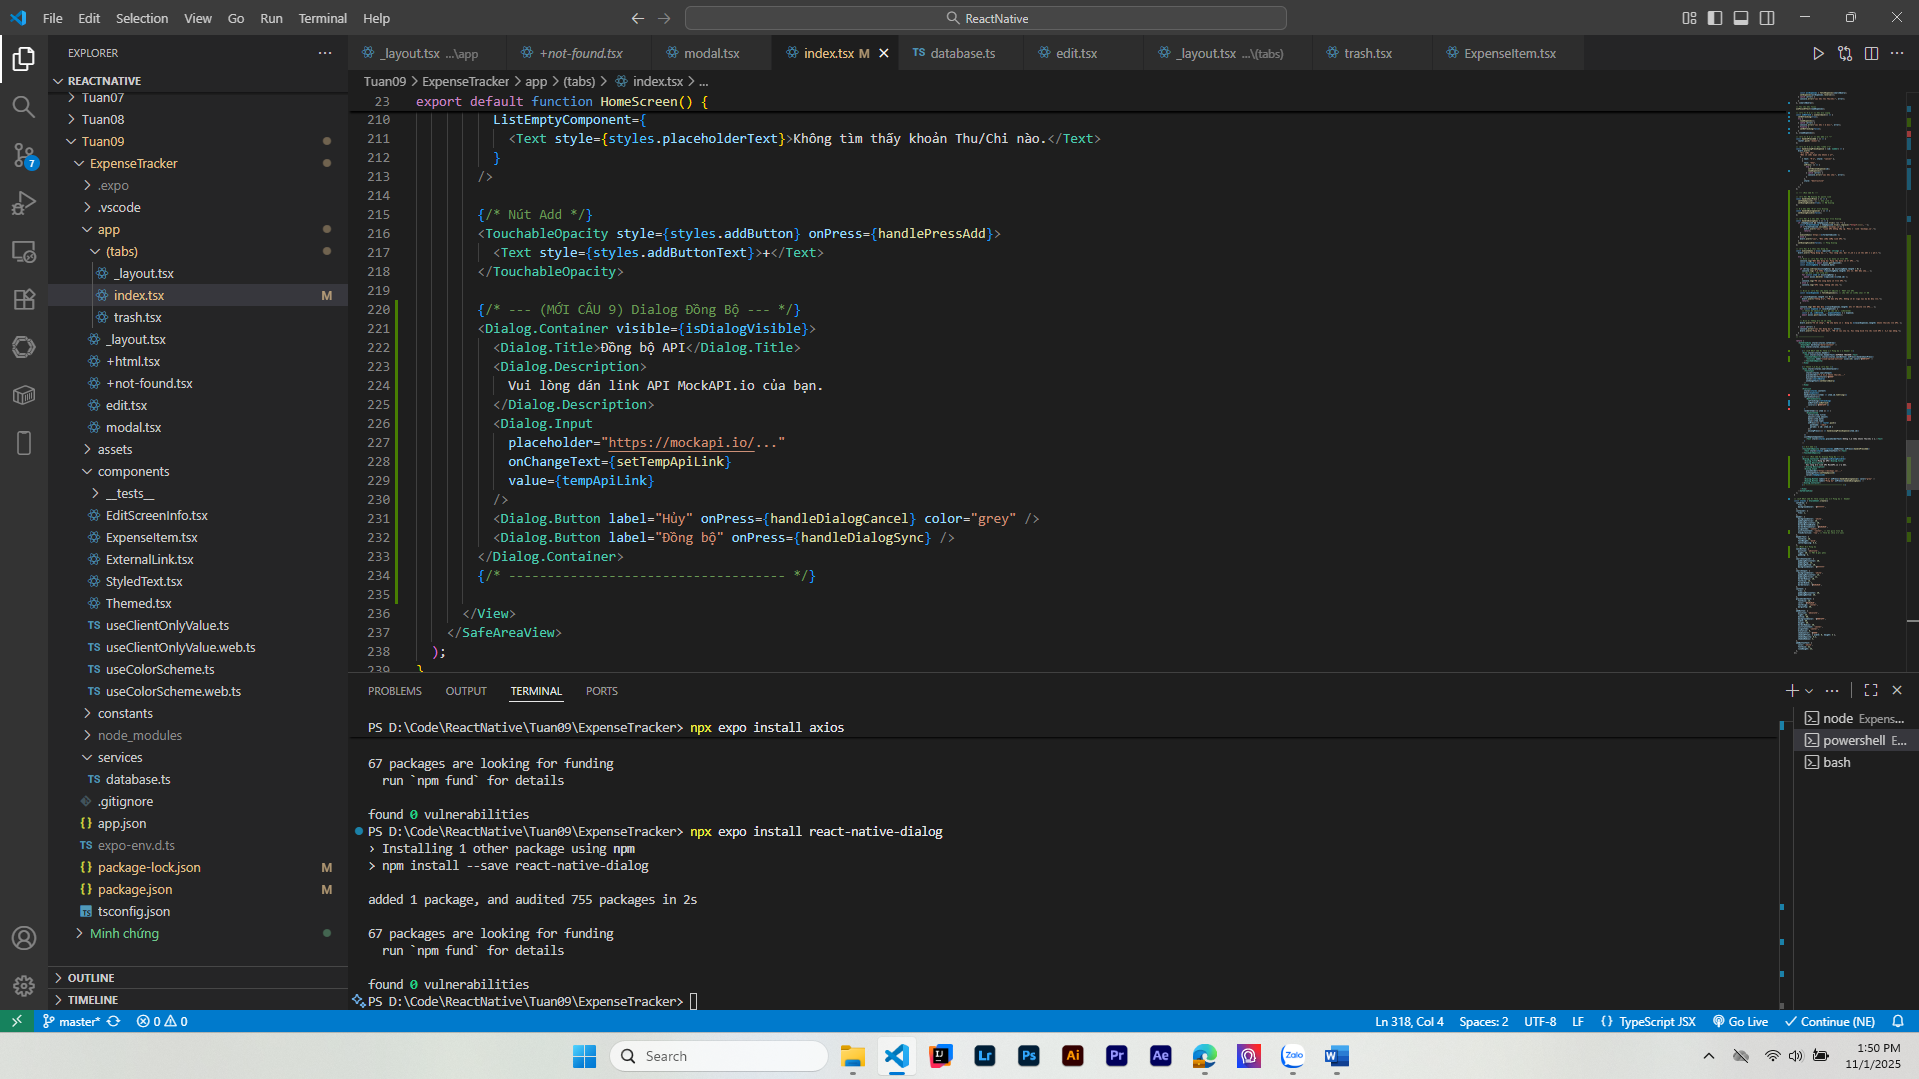 File Edit Selection View Go Run Terminal Help
ReactNative
EXPLORER
REACTNATIVE
Tuan07
Tuan08
Tuan09
ExpenseTracker
.expo
.vscode
app
(tabs)
_layout.tsx
index.tsx M
trash.tsx
_layout.tsx
+html.tsx
+not-found.tsx
edit.tsx
modal.tsx
assets
components
__tests__
EditScreenInfo.tsx
ExpenseItem.tsx
ExternalLink.tsx
StyledText.tsx
Themed.tsx
TS useClientOnlyValue.ts
TS useClientOnlyValue.web.ts
TS useColorScheme.ts
TS useColorScheme.web.ts
constants
node_modules
services
TS database.ts
.gitignore
{} app.json
TS expo-env.d.ts
{} package-lock.json M
{} package.json M
tsconfig.json
Minh chứng
OUTLINE
TIMELINE
7
_layout.tsx ...\app +not-found.tsx modal.tsx index.tsx M TS database.ts edit.tsx _layout.tsx ...\(tabs) trash.tsx ExpenseItem.tsx
Tuan09 > ExpenseTracker > app > (tabs) > index.tsx > ...
23 export default function HomeScreen() {
210 ListEmptyComponent={
211 <Text style={styles.placeholderText}>Không tìm thấy khoản Thu/Chi nào.</Text>
212 }
213 />
214
215 {/* Nút Add */}
216 <TouchableOpacity style={styles.addButton} onPress={handlePressAdd}>
217 <Text style={styles.addButtonText}>+</Text>
218 </TouchableOpacity>
219
220 {/* --- (MỚI CÂU 9) Dialog Đồng Bộ --- */}
221 <Dialog.Container visible={isDialogVisible}>
222 <Dialog.Title>Đồng bộ API</Dialog.Title>
223 <Dialog.Description>
224 Vui lòng dán link API MockAPI.io của bạn.
225 </Dialog.Description>
226 <Dialog.Input
227 placeholder="https://mockapi.io/..."
228 onChangeText={setTempApiLink}
229 value={tempApiLink}
230 />
231 <Dialog.Button label="Hủy" onPress={handleDialogCancel} color="grey" />
232 <Dialog.Button label="Đồng bộ" onPress={handleDialogSync} />
233 </Dialog.Container>
234 {/* ------------------------------------ */}
235
236 </View>
237 </SafeAreaView>
238 );
239 }
PROBLEMS OUTPUT TERMINAL PORTS
PS D:\Code\ReactNative\Tuan09\ExpenseTracker> npx expo install axios
67 packages are looking for funding
run `npm fund` for details
found 0 vulnerabilities
PS D:\Code\ReactNative\Tuan09\ExpenseTracker> npx expo install react-native-dialog
› Installing 1 other package using npm
> npm install --save react-native-dialog
added 1 package, and audited 755 packages in 2s
67 packages are looking for funding
run `npm fund` for details
found 0 vulnerabilities
PS D:\Code\ReactNative\Tuan09\ExpenseTracker>
node Expens...
powershell E...
bash
master* 0 0
Ln 318, Col 4 Spaces: 2 UTF-8 LF {} TypeScript JSX Go Live Continue (NE)
Search
IJ Lr Ps Ai Pr Ae Zalo W
1:50 PM
11/1/2025